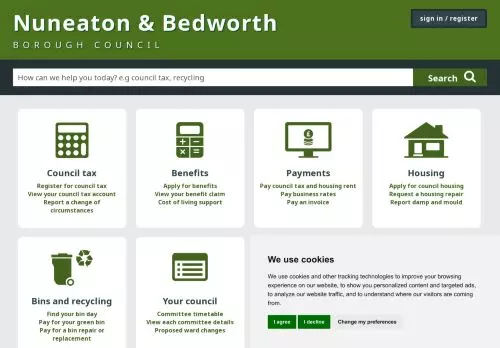 Nuneaton & Bedworth
BOROUGH COUNCIL
sign in / register
How can we help you today? e.g council tax, recycling
Search
Council tax
Register for council tax
View your council tax account
Report a change of
circumstances
Benefits
Apply for benefits
View your benefit claim
Cost of living support
Payments
Pay council tax and housing rent
Pay business rates
Pay an invoice
Housing
Apply for council housing
Request a housing repair
Report damp and mould
Bins and recycling
Find your bin day
Pay for your green bin
Pay for a bin repair or
replacement
Your council
Committee timetable
View each committee details
Proposed ward changes
We use cookies
We use cookies and other tracking technologies to improve your browsing
experience on our website, to show you personalized content and targeted ads,
to analyze our website traffic, and to understand where our visitors are coming
from.
I agree
I decline
Change my preferences